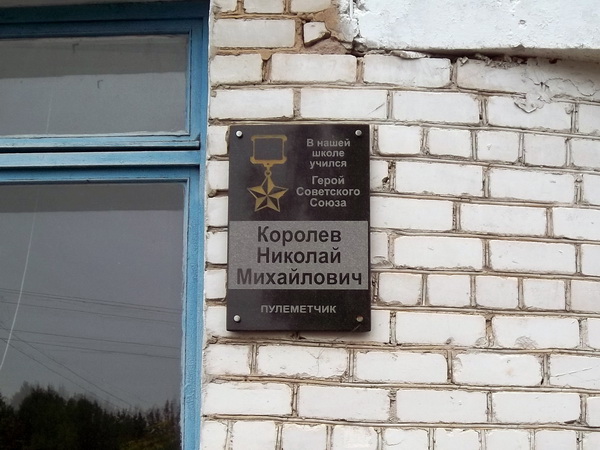 В нашей
школе
учился
Герой
Советского
Союза
Королев
Николай
Михайлович
ПУЛЕМЕТЧИК